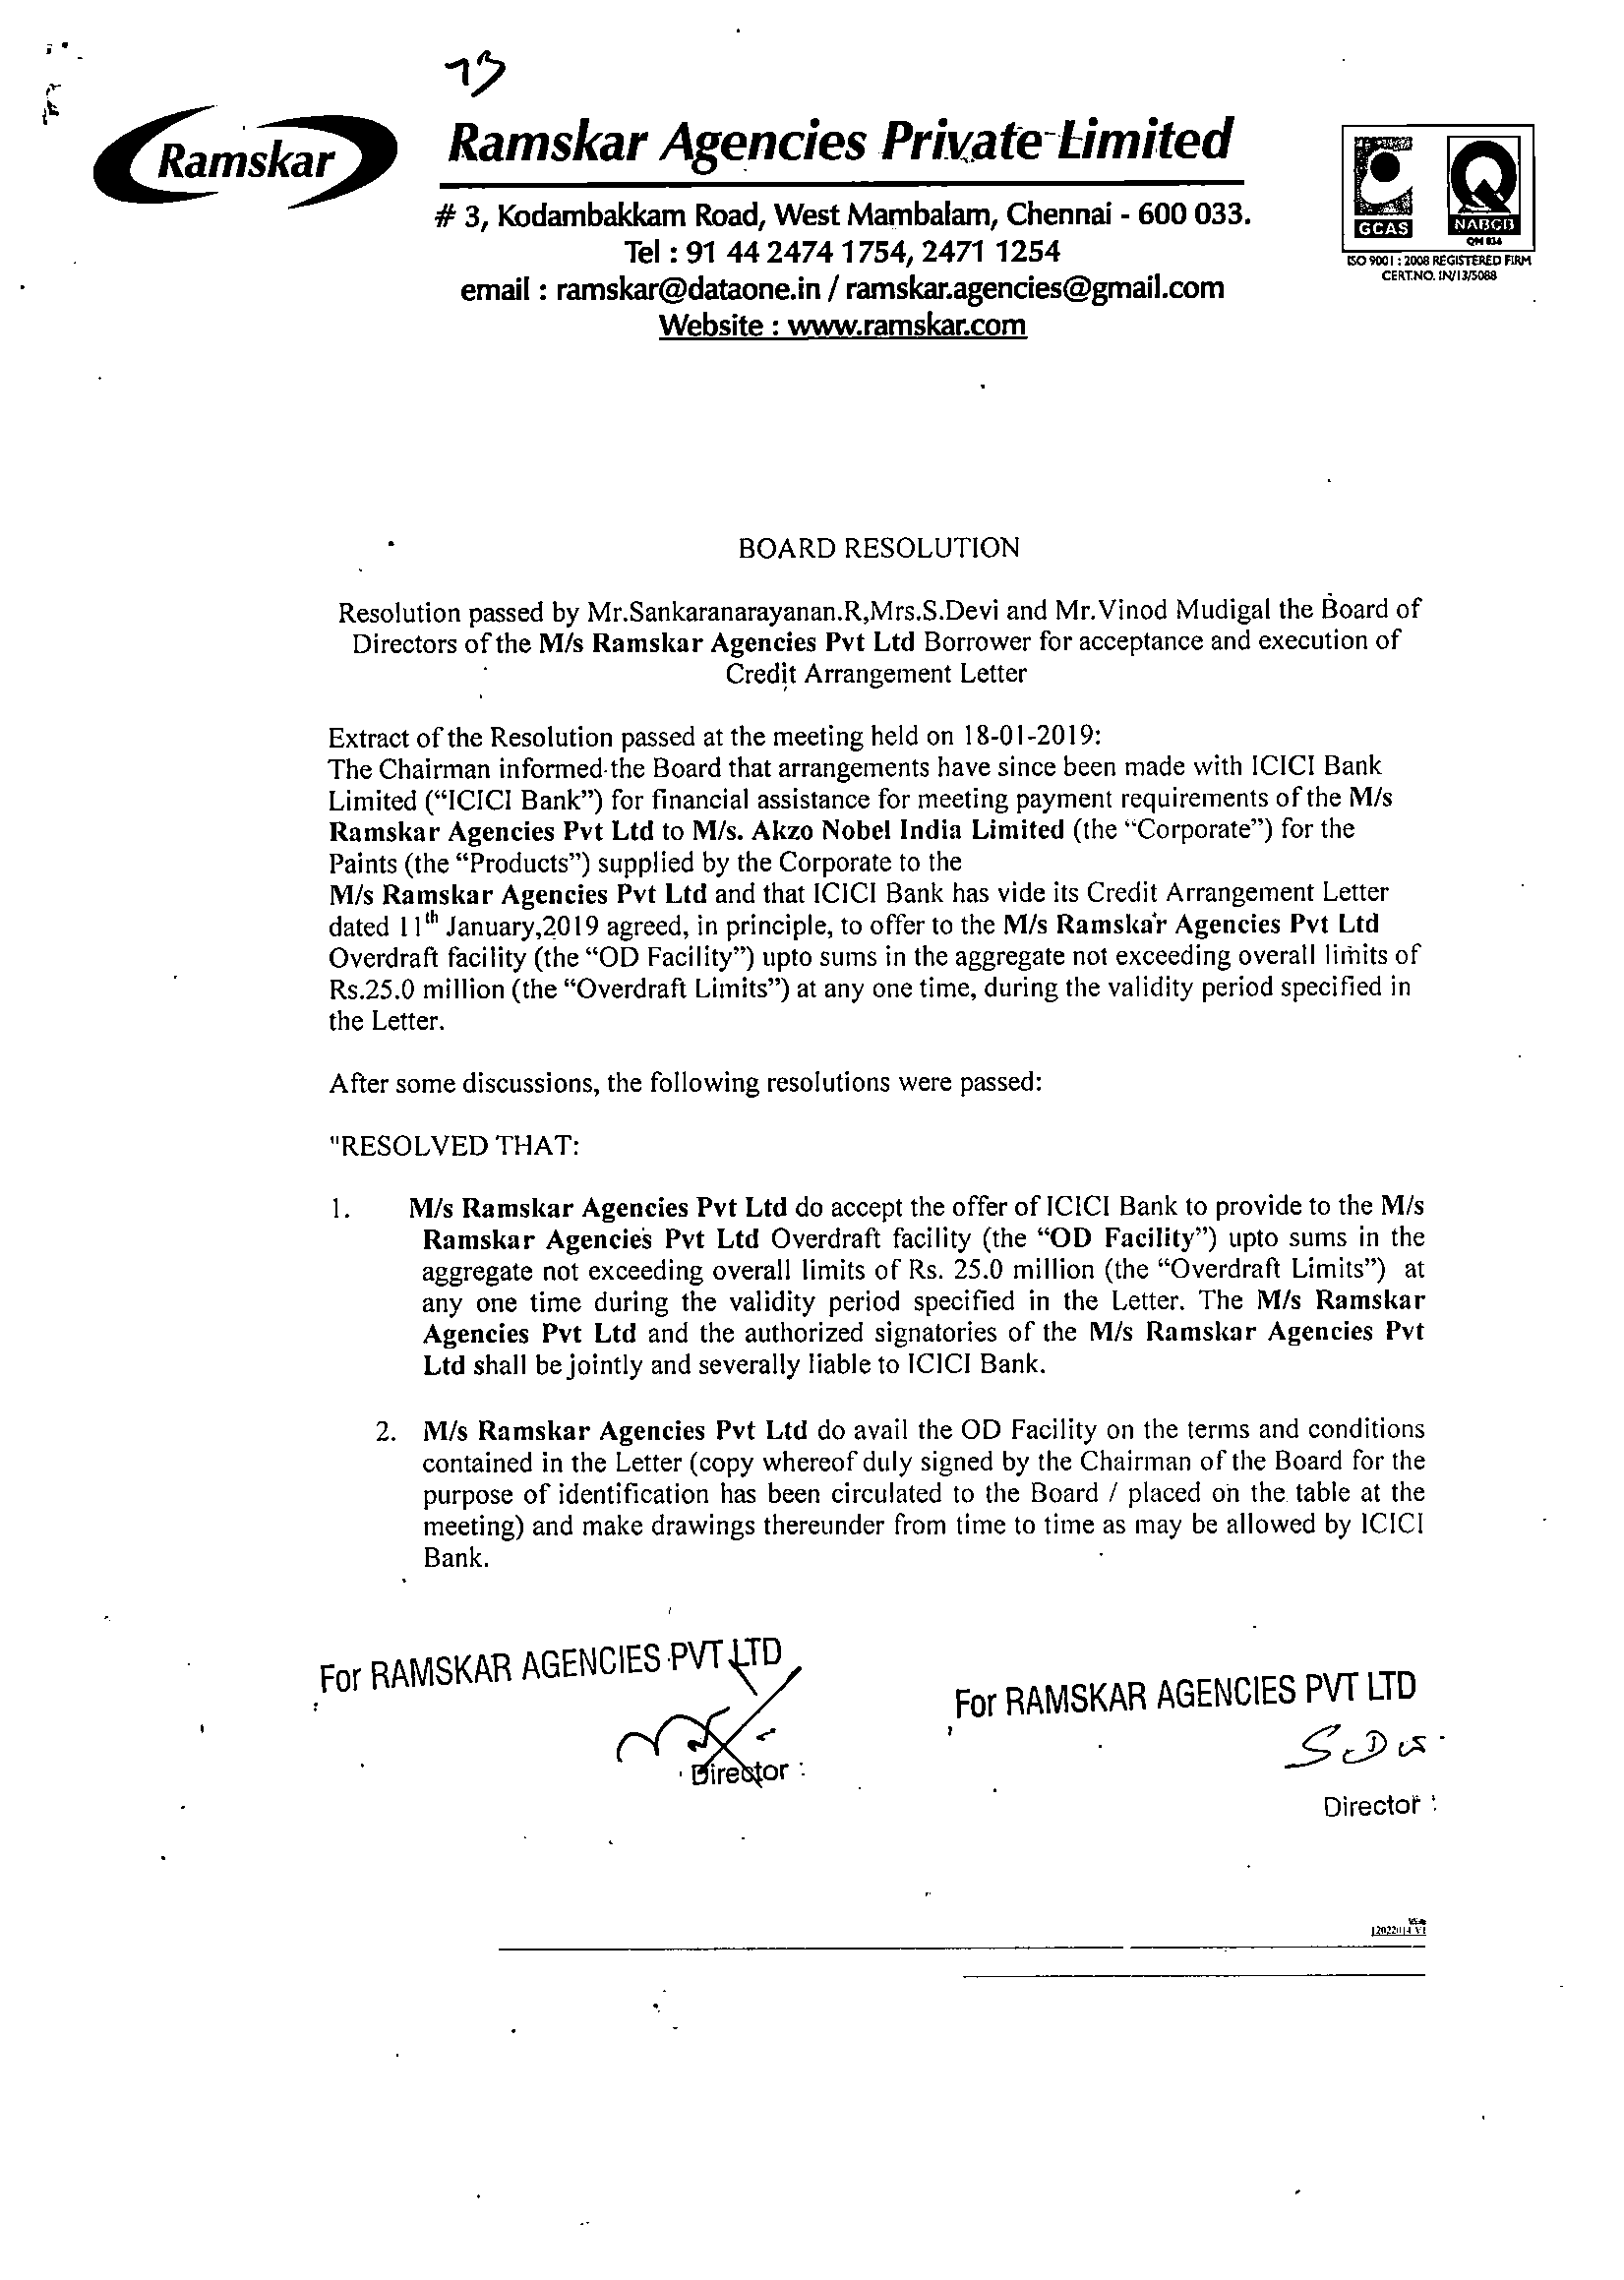 Ramskar
Ramskar Agencies Private Limited
# 3, Kodambakkam Road, West Mambalam, Chennai - 600 033.
Tel : 91 44 2474 1754, 2471 1254
email : ramskar@dataone.in / ramskar.agencies@gmail.com
Website : www.ramskar.com
GCAS
NABCB
QM 034
ISO 9001 : 2008 REGISTERED FIRM
CERT.NO. IN/13/5088
BOARD RESOLUTION
Resolution passed by Mr.Sankaranarayanan.R,Mrs.S.Devi and Mr.Vinod Mudigal the Board of
Directors of the M/s Ramskar Agencies Pvt Ltd Borrower for acceptance and execution of
Credit Arrangement Letter
Extract of the Resolution passed at the meeting held on 18-01-2019:
The Chairman informed the Board that arrangements have since been made with ICICI Bank
Limited (“ICICI Bank”) for financial assistance for meeting payment requirements of the M/s
Ramskar Agencies Pvt Ltd to M/s. Akzo Nobel India Limited (the “Corporate”) for the
Paints (the “Products”) supplied by the Corporate to the
M/s Ramskar Agencies Pvt Ltd and that ICICI Bank has vide its Credit Arrangement Letter
dated 11th January,2019 agreed, in principle, to offer to the M/s Ramskar Agencies Pvt Ltd
Overdraft facility (the “OD Facility”) upto sums in the aggregate not exceeding overall limits of
Rs.25.0 million (the “Overdraft Limits”) at any one time, during the validity period specified in
the Letter.
After some discussions, the following resolutions were passed:
"RESOLVED THAT:
1. M/s Ramskar Agencies Pvt Ltd do accept the offer of ICICI Bank to provide to the M/s
Ramskar Agencies Pvt Ltd Overdraft facility (the “OD Facility”) upto sums in the
aggregate not exceeding overall limits of Rs. 25.0 million (the “Overdraft Limits”) at
any one time during the validity period specified in the Letter. The M/s Ramskar
Agencies Pvt Ltd and the authorized signatories of the M/s Ramskar Agencies Pvt
Ltd shall be jointly and severally liable to ICICI Bank.
2. M/s Ramskar Agencies Pvt Ltd do avail the OD Facility on the terms and conditions
contained in the Letter (copy whereof duly signed by the Chairman of the Board for the
purpose of identification has been circulated to the Board / placed on the table at the
meeting) and make drawings thereunder from time to time as may be allowed by ICICI
Bank.
For RAMSKAR AGENCIES PVT LTD
Director
For RAMSKAR AGENCIES PVT LTD
Director